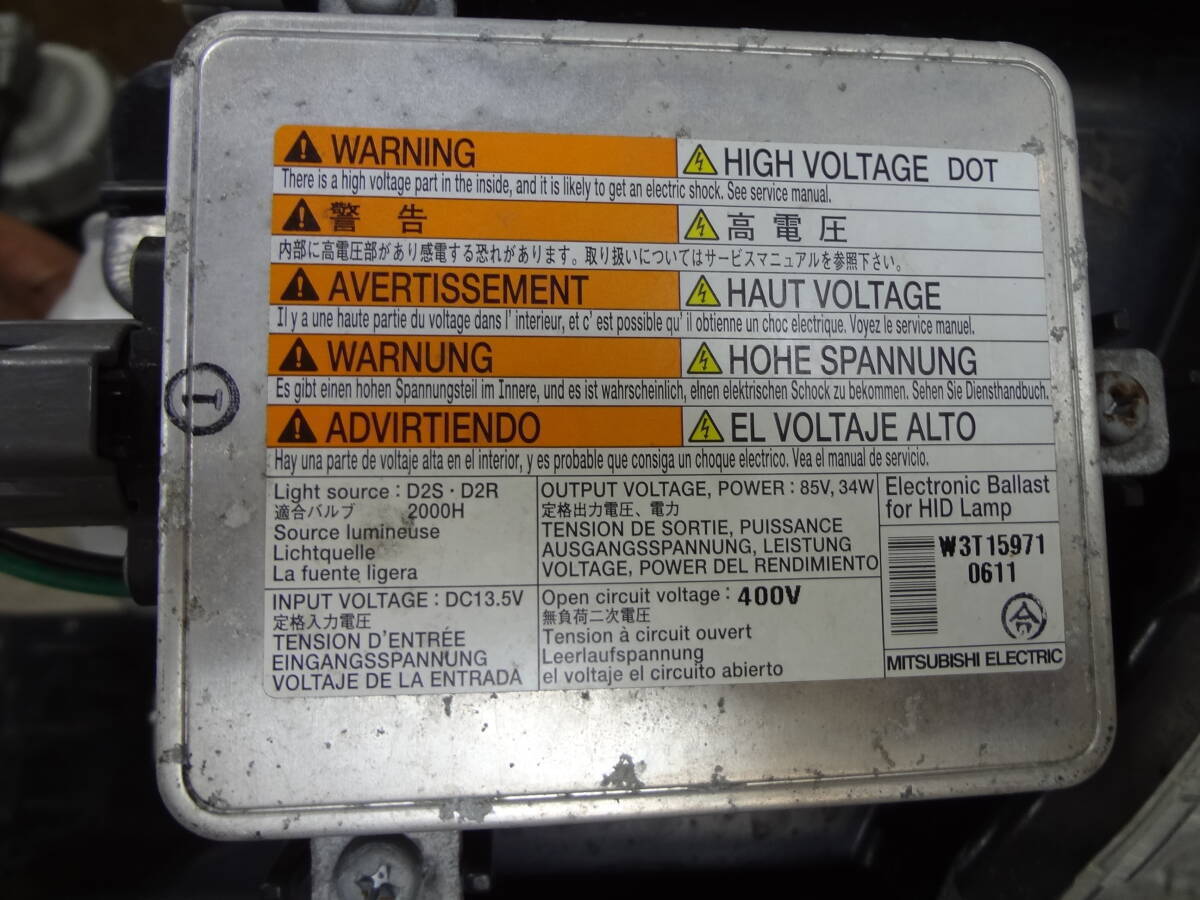 WARNING
HIGH VOLTAGE DOT
There is a high voltage part in the inside, and it is likely to get an electric shock. See service manual.
警 告
高 電 圧
内部に高電圧部があり感電する恐れがあります。取り扱いについてはサービスマニュアルを参照下さい。
AVERTISSEMENT
HAUT VOLTAGE
Il y a une haute partie du voltage dans l' interieur, et c' est possible qu' il obtienne un choc electrique. Voyez le service manuel.
WARNUNG
HOHE SPANNUNG
Es gibt einen hohen Spannungsteil im Innere, und es ist wahrscheinlich, elnen elektrischen Schock zu bekommen. Sehen Sie Diensthandbuch.
ADVIRTIENDO
EL VOLTAJE ALTO
Hay una parte de voltaje alta en el interior, y es probable que consiga un choque electrico. Vea el manual de servicio.
Light source : D2S · D2R
適合バルブ 2000H
Source lumineuse
Lichtquelle
La fuente ligera
OUTPUT VOLTAGE, POWER : 85V, 34W
定格出力電圧、電力
TENSION DE SORTIE, PUISSANCE
AUSGANGSSPANNUNG, LEISTUNG
VOLTAGE, POWER DEL RENDIMIENTO
Electronic Ballast
for HID Lamp
W3T15971
0611
合
MITSUBISHI ELECTRIC
INPUT VOLTAGE : DC13.5V
定格入力電圧
TENSION D'ENTRÉE
EINGANGSSPANNUNG
VOLTAJE DE LA ENTRADA
Open circuit voltage : 400V
無負荷二次電圧
Tension à circuit ouvert
Leerlaufspannung
el voltaje el circuito abierto
1